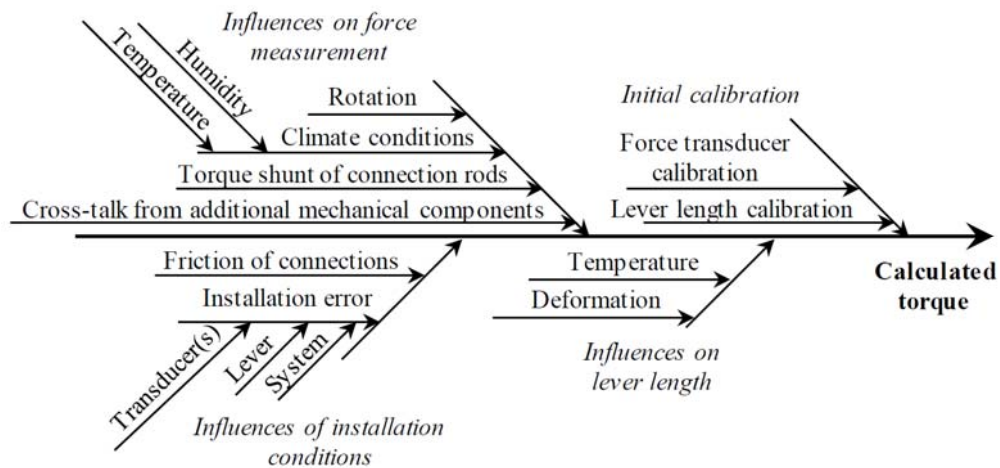 Influences on force
measurement
Temperature
Humidity
Rotation
Climate conditions
Torque shunt of connection rods
Cross-talk from additional mechanical components
Initial calibration
Force transducer
calibration
Lever length calibration
Friction of connections
Installation error
Transducer(s)
Lever
System
Influences of installation
conditions
Temperature
Deformation
Influences on
lever length
Calculated
torque